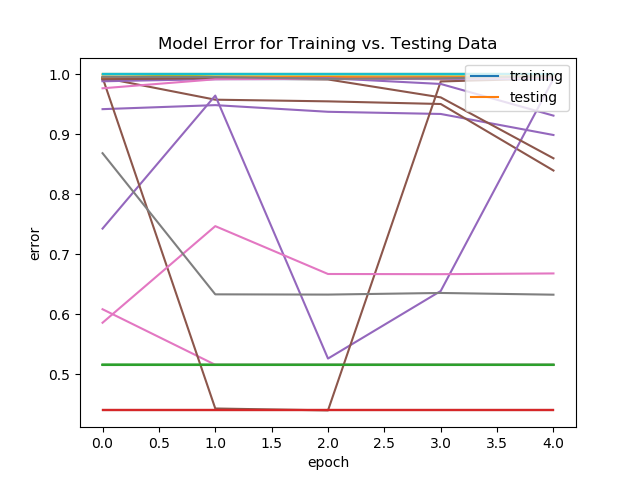 Model Error for Training vs. Testing Data
1.0
0.9
0.8
0.7
0.6
0.5
error
training
testing
0.0 0.5 1.0 1.5 2.0 2.5 3.0 3.5 4.0
epoch